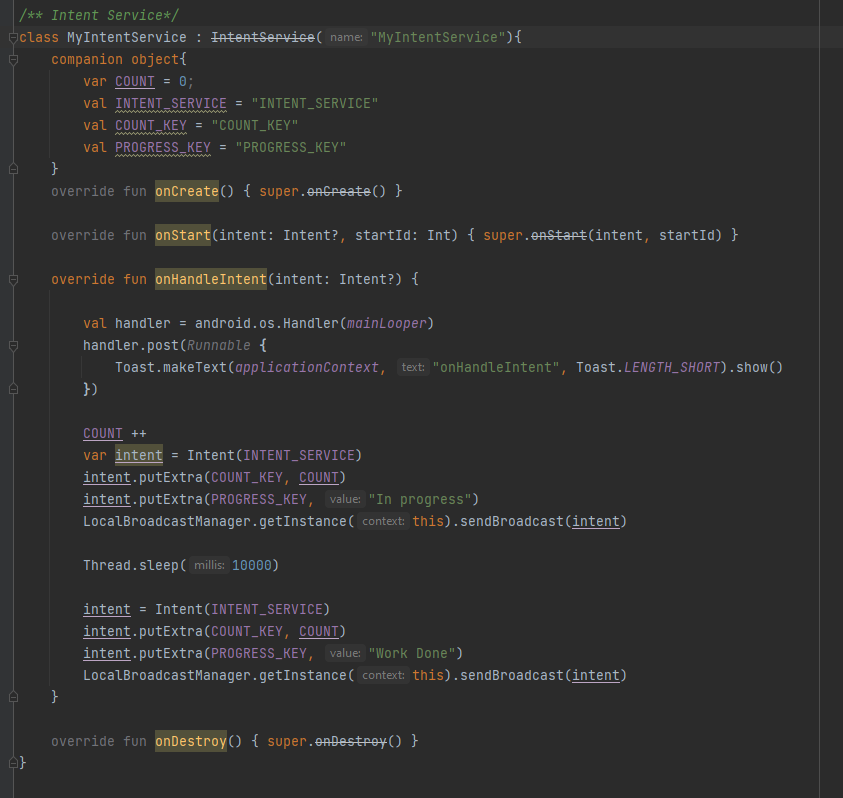 /** Intent Service*/
class MyIntentService : IntentService( name: "MyIntentService"){
    companion object{
        var COUNT = 0;
        val INTENT_SERVICE = "INTENT_SERVICE"
        val COUNT_KEY = "COUNT_KEY"
        val PROGRESS_KEY = "PROGRESS_KEY"
    }
    override fun onCreate() { super.onCreate() }
    override fun onStart(intent: Intent?, startId: Int) { super.onStart(intent, startId) }
    override fun onHandleIntent(intent: Intent?) {
        val handler = android.os.Handler(mainLooper)
        handler.post(Runnable {
            Toast.makeText(applicationContext, text: "onHandleIntent", Toast.LENGTH_SHORT).show()
        })
        COUNT ++
        var intent = Intent(INTENT_SERVICE)
        intent.putExtra(COUNT_KEY, COUNT)
        intent.putExtra(PROGRESS_KEY, value: "In progress")
        LocalBroadcastManager.getInstance( context: this).sendBroadcast(intent)
        Thread.sleep( millis: 10000)
        intent = Intent(INTENT_SERVICE)
        intent.putExtra(COUNT_KEY, COUNT)
        intent.putExtra(PROGRESS_KEY, value: "Work Done")
        LocalBroadcastManager.getInstance( context: this).sendBroadcast(intent)
    }
    override fun onDestroy() { super.onDestroy() }
}